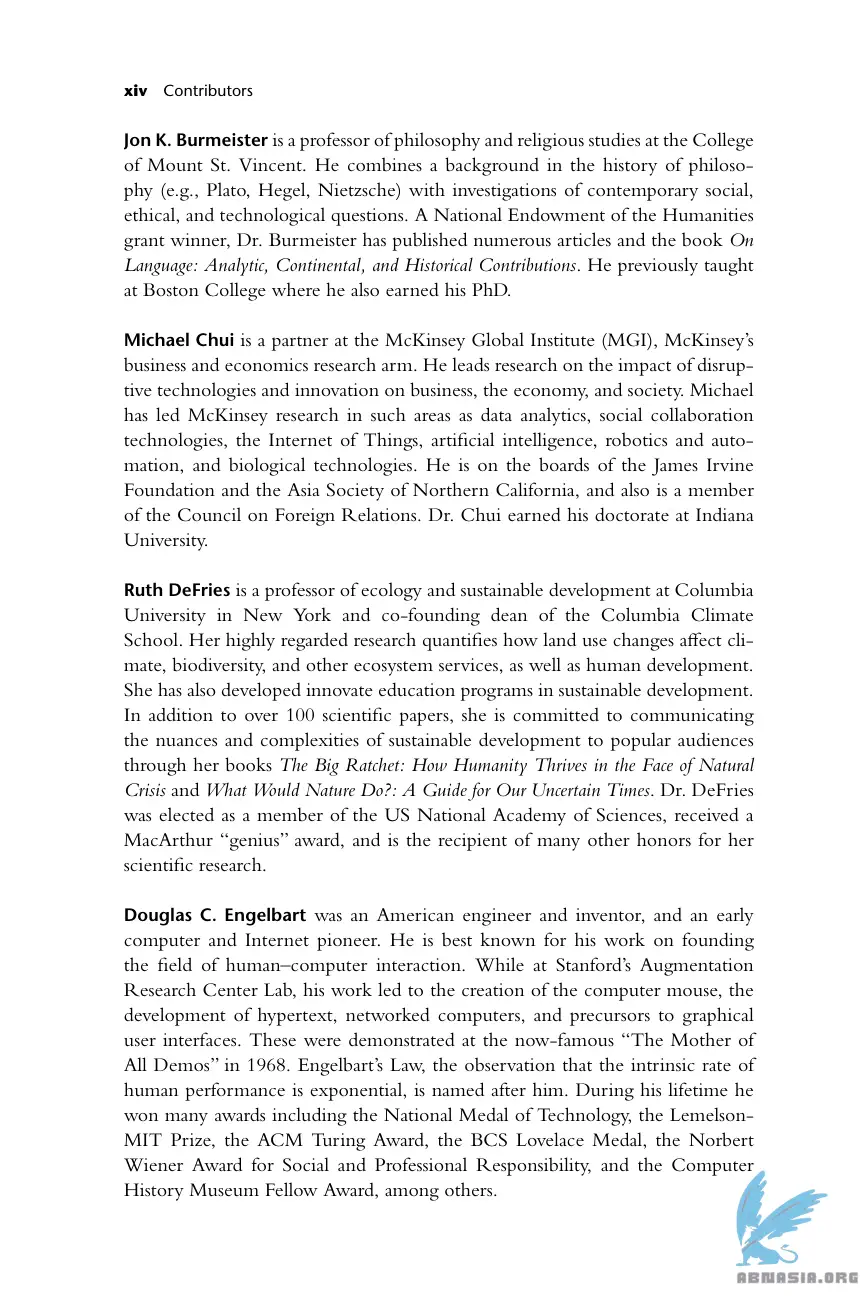 xiv Contributors
Jon K. Burmeister is a professor of philosophy and religious studies at the College
of Mount St. Vincent. He combines a background in the history of philoso-
phy (e.g., Plato, Hegel, Nietzsche) with investigations of contemporary social,
ethical, and technological questions. A National Endowment of the Humanities
grant winner, Dr. Burmeister has published numerous articles and the book On
Language: Analytic, Continental, and Historical Contributions. He previously taught
at Boston College where he also earned his PhD.
Michael Chui is a partner at the McKinsey Global Institute (MGI), McKinsey’s
business and economics research arm. He leads research on the impact of disrup-
tive technologies and innovation on business, the economy, and society. Michael
has led McKinsey research in such areas as data analytics, social collaboration
technologies, the Internet of Things, artificial intelligence, robotics and auto-
mation, and biological technologies. He is on the boards of the James Irvine
Foundation and the Asia Society of Northern California, and also is a member
of the Council on Foreign Relations. Dr. Chui earned his doctorate at Indiana
University.
Ruth DeFries is a professor of ecology and sustainable development at Columbia
University in New York and co-founding dean of the Columbia Climate
School. Her highly regarded research quantifies how land use changes affect cli-
mate, biodiversity, and other ecosystem services, as well as human development.
She has also developed innovate education programs in sustainable development.
In addition to over 100 scientific papers, she is committed to communicating
the nuances and complexities of sustainable development to popular audiences
through her books The Big Ratchet: How Humanity Thrives in the Face of Natural
Crisis and What Would Nature Do?: A Guide for Our Uncertain Times. Dr. DeFries
was elected as a member of the US National Academy of Sciences, received a
MacArthur “genius” award, and is the recipient of many other honors for her
scientific research.
Douglas C. Engelbart was an American engineer and inventor, and an early
computer and Internet pioneer. He is best known for his work on founding
the field of human–computer interaction. While at Stanford’s Augmentation
Research Center Lab, his work led to the creation of the computer mouse, the
development of hypertext, networked computers, and precursors to graphical
user interfaces. These were demonstrated at the now-famous “The Mother of
All Demos” in 1968. Engelbart’s Law, the observation that the intrinsic rate of
human performance is exponential, is named after him. During his lifetime he
won many awards including the National Medal of Technology, the Lemelson-
MIT Prize, the ACM Turing Award, the BCS Lovelace Medal, the Norbert
Wiener Award for Social and Professional Responsibility, and the Computer
History Museum Fellow Award, among others.
ABNASIA.ORG